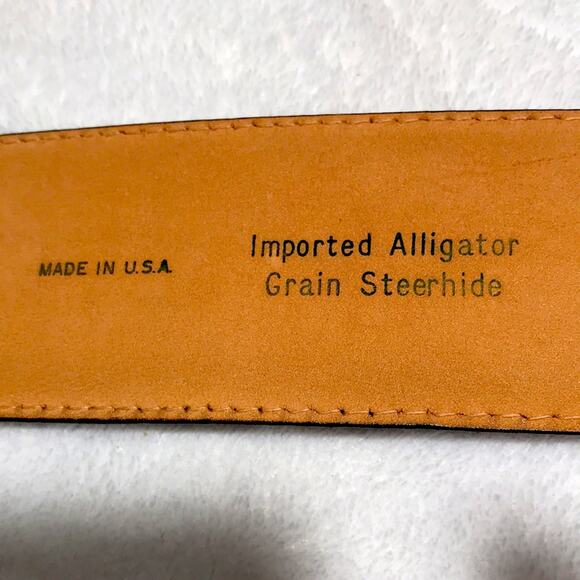 MADE IN U.S.A.
Imported Alligator
Grain Steerhide